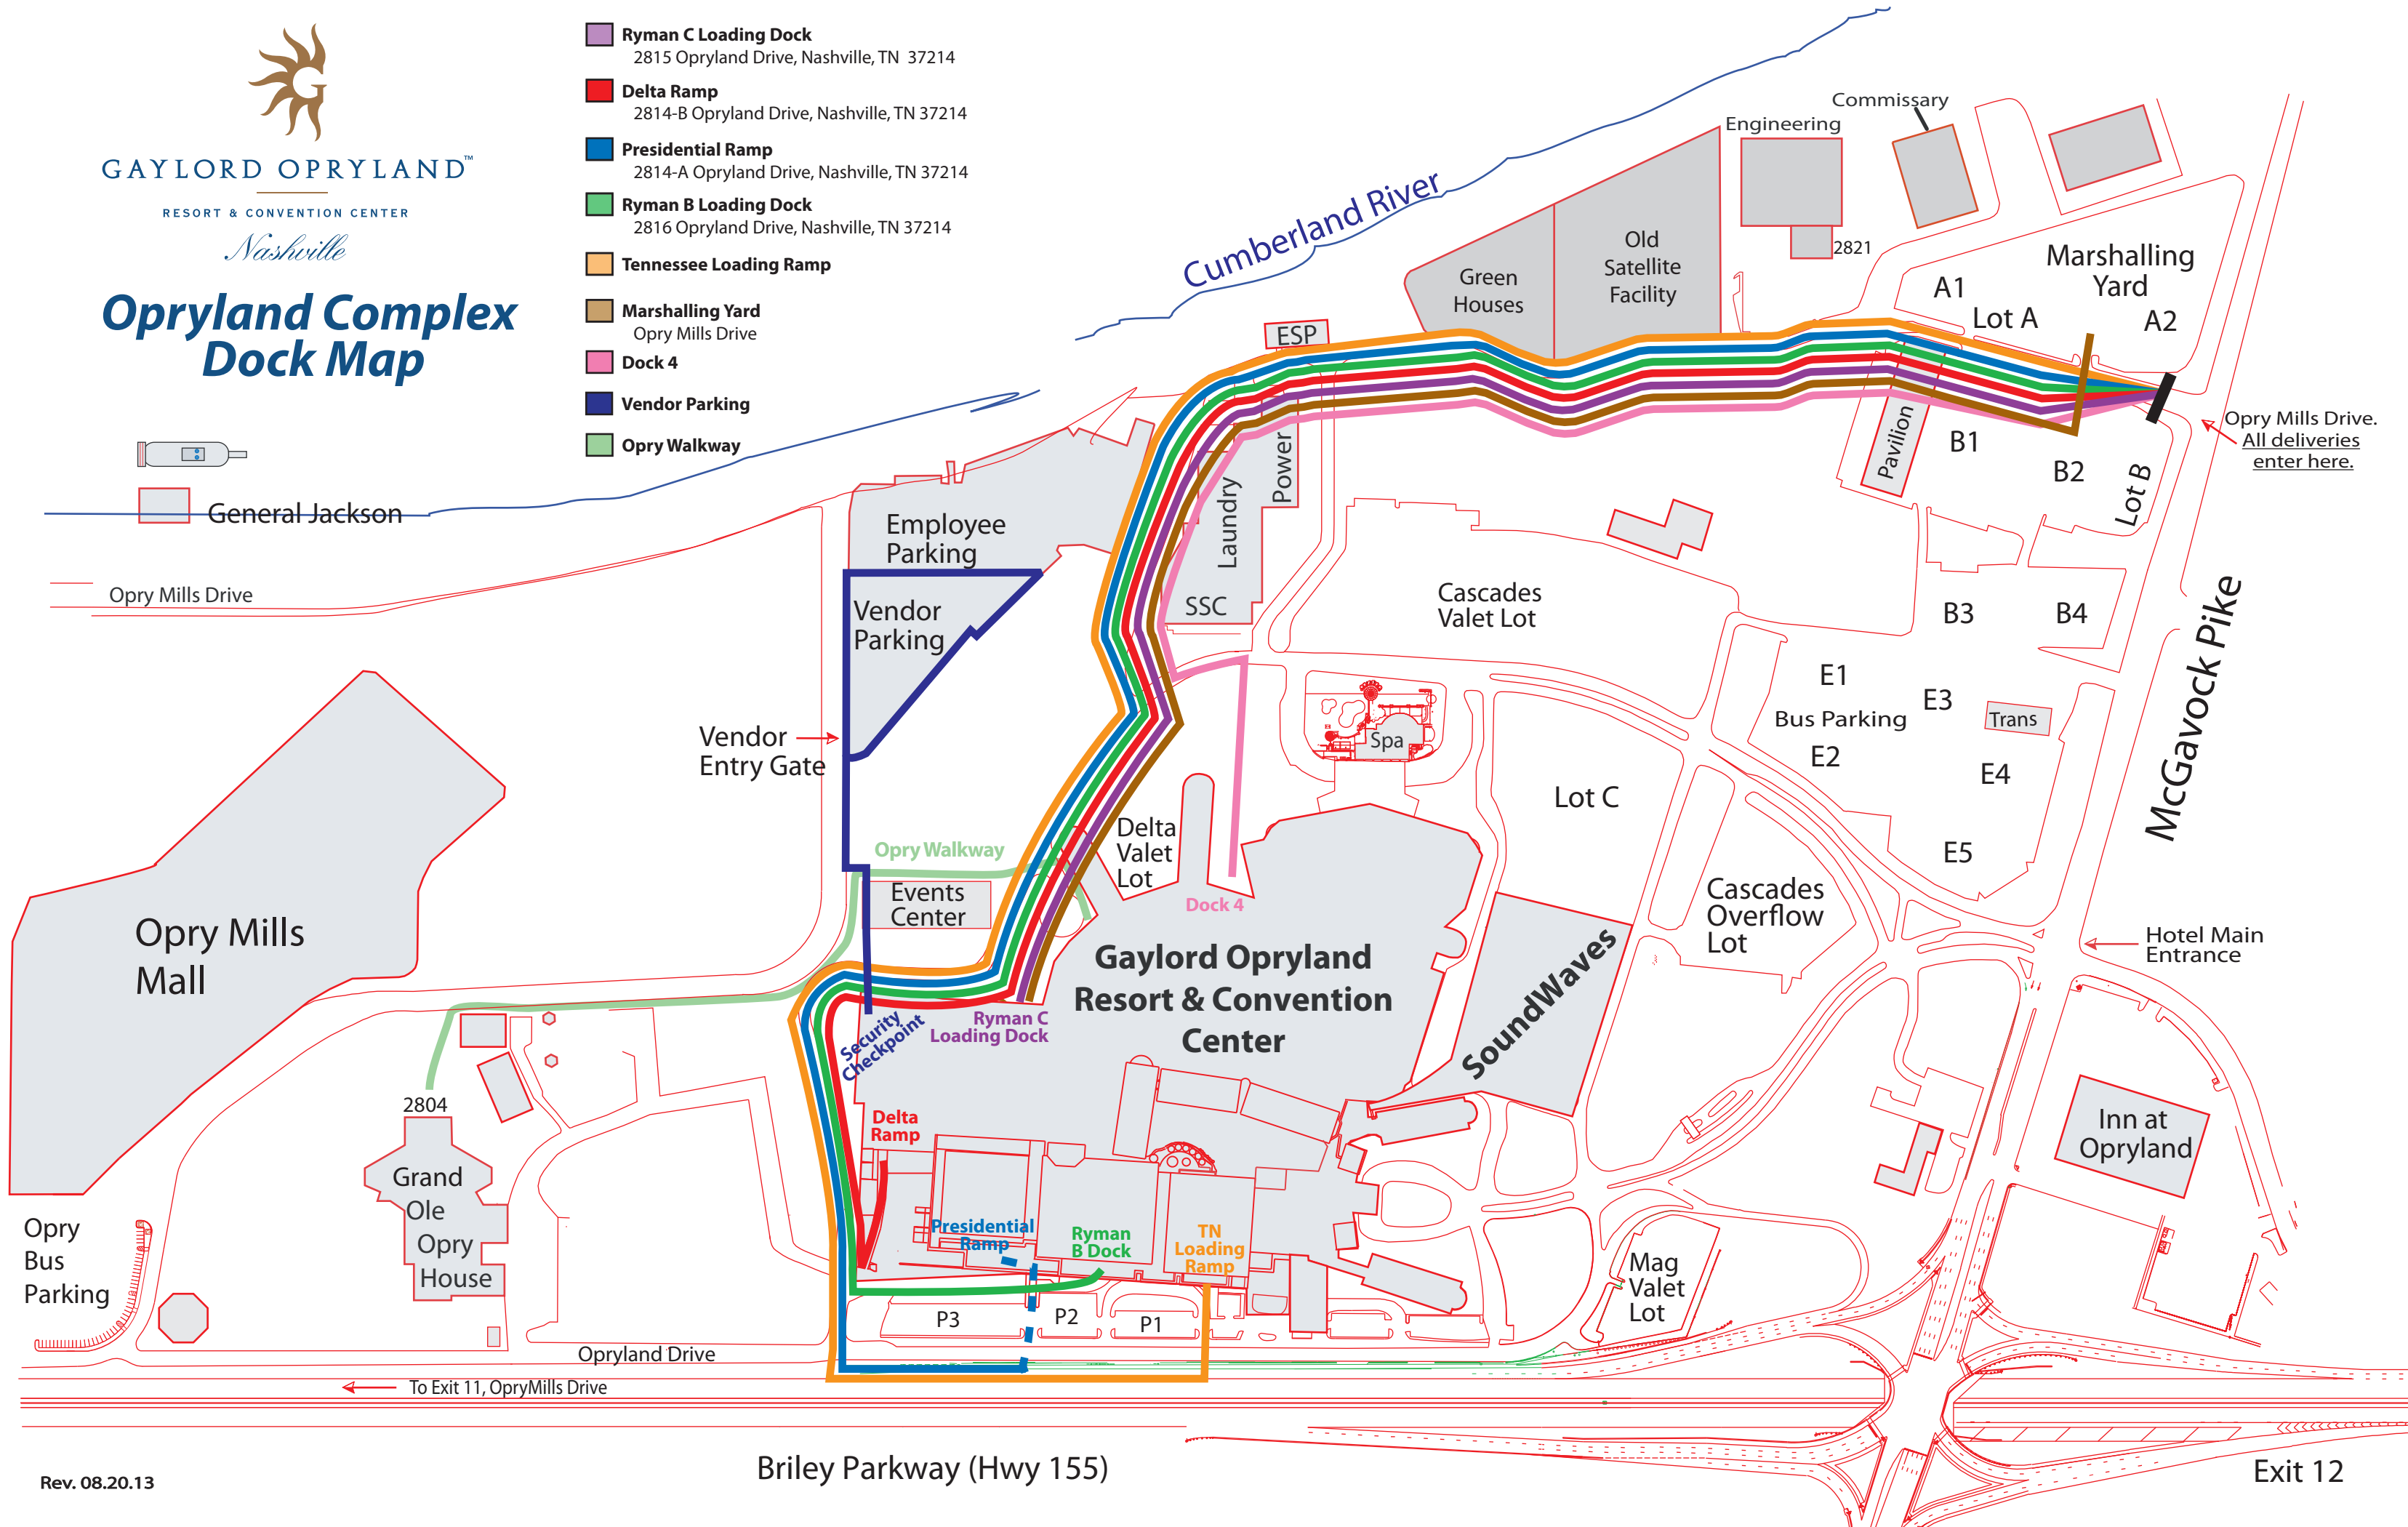 GAYLORD OPRYLAND™
RESORT & CONVENTION CENTER
Nashville
Opryland Complex
Dock Map
Ryman C Loading Dock
2815 Opryland Drive, Nashville, TN  37214
Delta Ramp
2814-B Opryland Drive, Nashville, TN 37214
Presidential Ramp
2814-A Opryland Drive, Nashville, TN 37214
Ryman B Loading Dock
2816 Opryland Drive, Nashville, TN 37214
Tennessee Loading Ramp
Marshalling Yard
Opry Mills Drive
Dock 4
Vendor Parking
Opry Walkway
General Jackson
Opry Mills Drive
Cumberland River
Commissary
Engineering
2821
Green
Houses
Old
Satellite
Facility
Marshalling
Yard
A1
Lot A
A2
ESP
Power
Laundry
SSC
Pavilion
B1
B2
Lot B
Opry Mills Drive.
All deliveries
enter here.
Employee
Parking
Vendor
Parking
Vendor
Entry Gate
Cascades
Valet Lot
B3
B4
E1
E3
Bus Parking
Trans
E2
E4
E5
McGavock Pike
Spa
Lot C
Delta
Valet
Lot
Opry Walkway
Events
Center
Dock 4
Cascades
Overflow
Lot
Hotel Main
Entrance
Opry Mills
Mall
Gaylord Opryland
Resort & Convention
Center
SoundWaves
Security
Checkpoint
Ryman C
Loading Dock
2804
Grand
Ole
Opry
House
Delta
Ramp
Inn at
Opryland
Opry
Bus
Parking
Presidential
Ramp
Ryman
B Dock
TN
Loading
Ramp
Mag
Valet
Lot
P3
P2
P1
Opryland Drive
To Exit 11, OpryMills Drive
Briley Parkway (Hwy 155)
Exit 12
Rev. 08.20.13